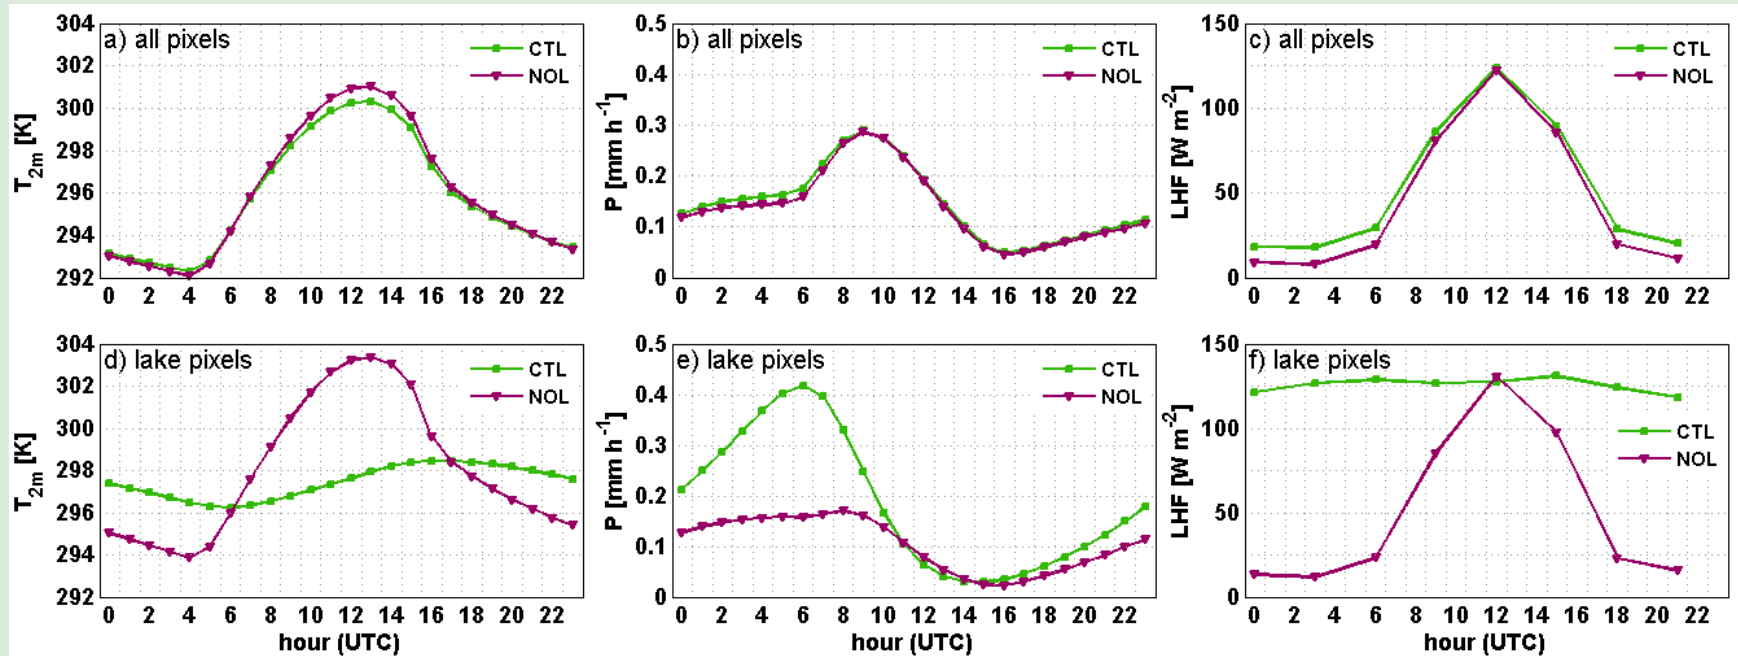 a) all pixels
CTL
NOL
T2m [K]
304
302
300
298
296
294
292
0 2 4 6 8 10 12 14 16 18 20 22
b) all pixels
CTL
NOL
P [mm h-1]
0.5
0.4
0.3
0.2
0.1
0
0 2 4 6 8 10 12 14 16 18 20 22
c) all pixels
CTL
NOL
LHF [W m-2]
150
100
50
0
0 2 4 6 8 10 12 14 16 18 20 22
d) lake pixels
CTL
NOL
T2m [K]
304
302
300
298
296
294
292
0 2 4 6 8 10 12 14 16 18 20 22
hour (UTC)
e) lake pixels
CTL
NOL
P [mm h-1]
0.5
0.4
0.3
0.2
0.1
0
0 2 4 6 8 10 12 14 16 18 20 22
hour (UTC)
f) lake pixels
CTL
NOL
LHF [W m-2]
150
100
50
0
0 2 4 6 8 10 12 14 16 18 20 22
hour (UTC)